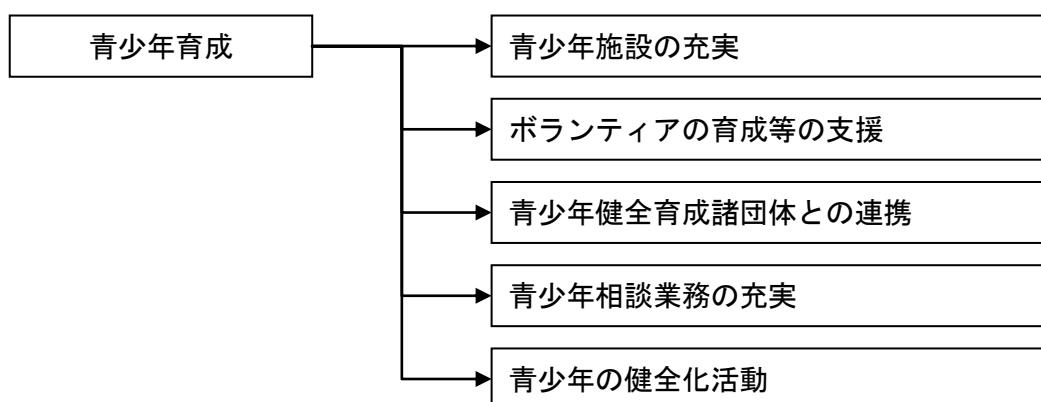 青少年育成
青少年施設の充実
ボランティアの育成等の支援
青少年健全育成諸団体との連携
青少年相談業務の充実
青少年の健全化活動